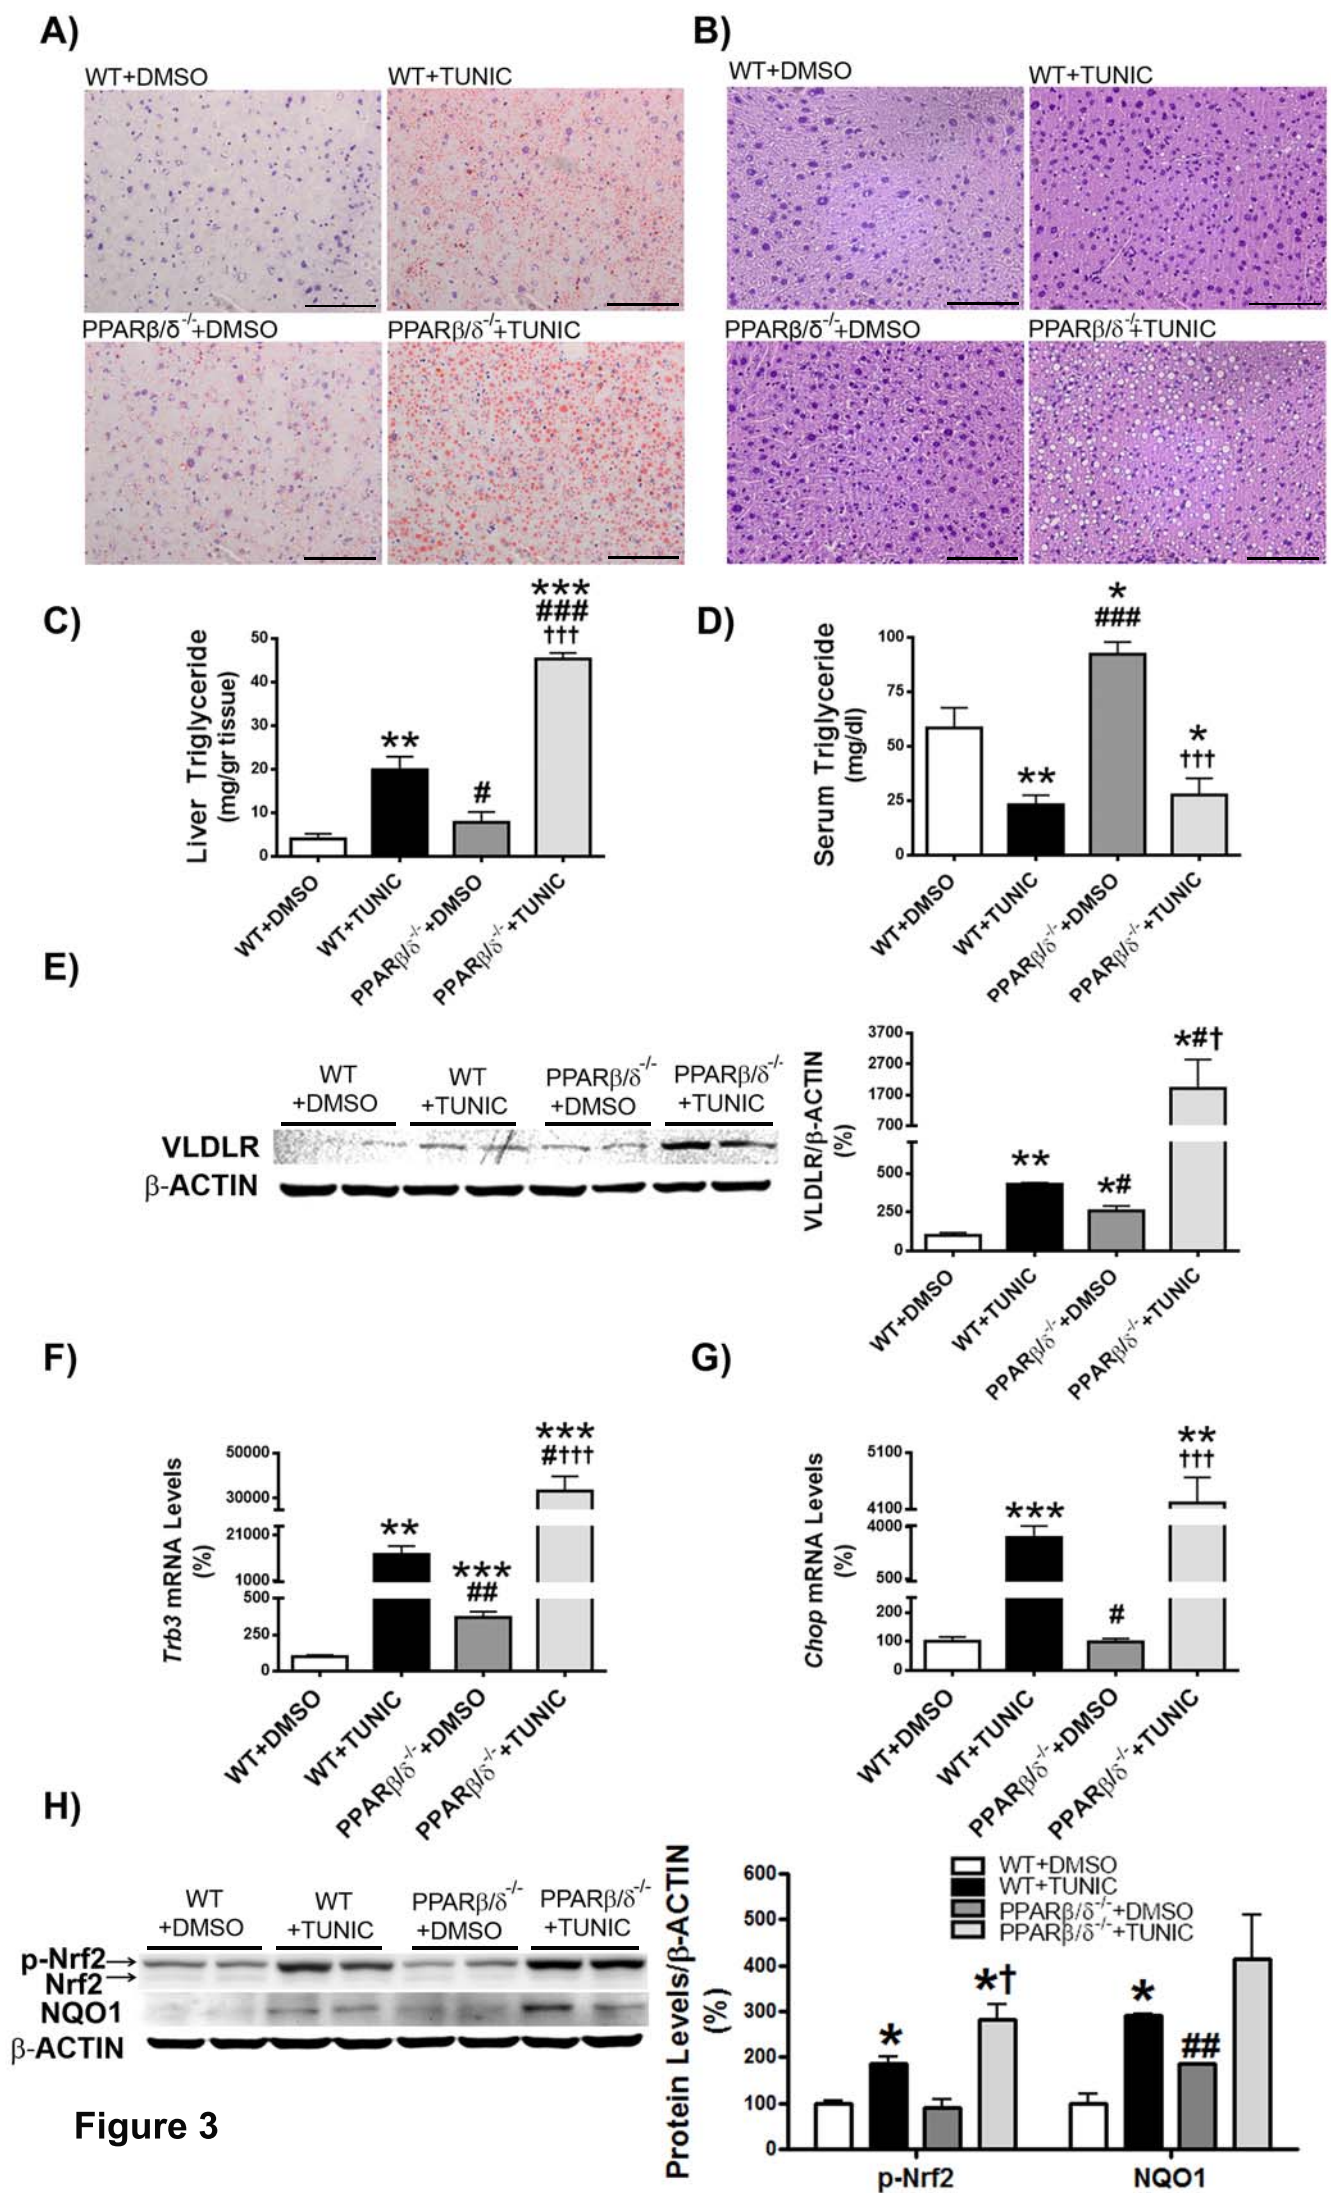 A)
WT+DMSO
WT+TUNIC
PPARβ/δ-/-+DMSO
PPARβ/δ-/-+TUNIC
B)
WT+DMSO
WT+TUNIC
PPARβ/δ-/-+DMSO
PPARβ/δ-/-+TUNIC
C)
Liver Triglyceride
(mg/gr tissue)
50
40
30
20
10
0
**
#
***
###
†††
WT+DMSO
WT+TUNIC
PPARβ/δ-/-+DMSO
PPARβ/δ-/-+TUNIC
D)
Serum Triglyceride
(mg/dl)
100
75
50
25
0
**
*
###
*
†††
WT+DMSO
WT+TUNIC
PPARβ/δ-/-+DMSO
PPARβ/δ-/-+TUNIC
E)
WT
+DMSO
WT
+TUNIC
PPARβ/δ-/-
+DMSO
PPARβ/δ-/-
+TUNIC
VLDLR
β-ACTIN
VLDLR/β-ACTIN
(%)
3700
2700
1700
700
500
250
0
**
*#
*#†
WT+DMSO
WT+TUNIC
PPARβ/δ-/-+DMSO
PPARβ/δ-/-+TUNIC
F)
Trb3 mRNA Levels
(%)
50000
30000
21000
1000
500
250
0
**
***
##
***
#†††
WT+DMSO
WT+TUNIC
PPARβ/δ-/-+DMSO
PPARβ/δ-/-+TUNIC
G)
Chop mRNA Levels
(%)
5100
4100
4000
500
200
100
0
***
#
**
†††
WT+DMSO
WT+TUNIC
PPARβ/δ-/-+DMSO
PPARβ/δ-/-+TUNIC
H)
WT
+DMSO
WT
+TUNIC
PPARβ/δ-/-
+DMSO
PPARβ/δ-/-
+TUNIC
p-Nrf2
Nrf2
NQO1
β-ACTIN
Protein Levels/β-ACTIN
(%)
600
500
400
300
200
100
0
WT+DMSO
WT+TUNIC
PPARβ/δ-/-+DMSO
PPARβ/δ-/-+TUNIC
*
*†
*
##
p-Nrf2
NQO1
Figure 3